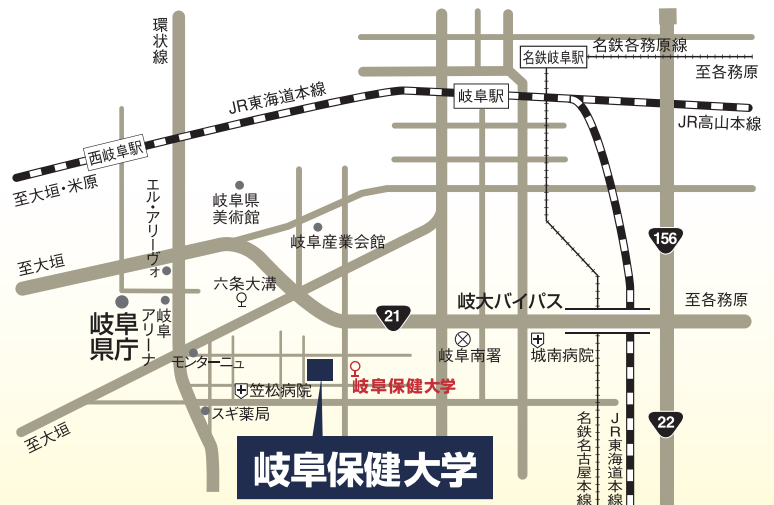 環状線
名鉄各務原線
名鉄岐阜駅
至各務原
JR東海道本線
岐阜駅
JR高山本線
西岐阜駅
至大垣・米原
エル・アリーヴォ
岐阜県
美術館
岐阜産業会館
156
至大垣
六条大溝
岐大バイパス
至各務原
21
岐阜
県庁
岐阜
アリーナ
モンターニュ
岐阜南署
城南病院
笠松病院
岐阜保健大学
スギ薬局
至大垣
岐阜保健大学
22
名鉄名古屋本線
JR東海道本線